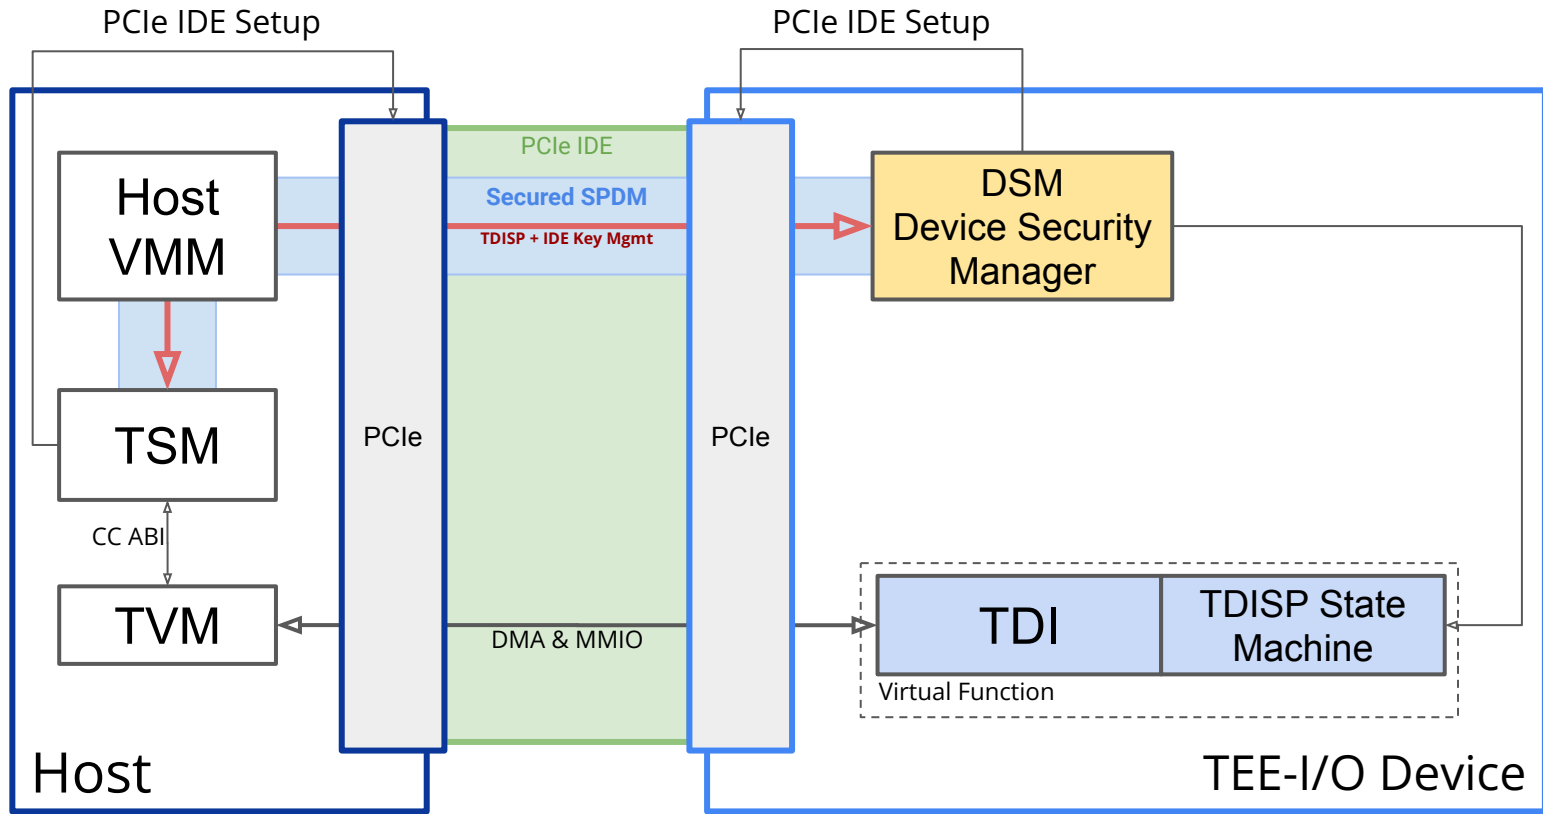 PCIe IDE Setup
PCIe IDE Setup
PCIe IDE
Host
VMM
Secured SPDM
TDISP + IDE Key Mgmt
DSM
Device Security
Manager
TSM
PCIe
PCIe
CC ABI
TVM
DMA & MMIO
TDI
TDISP State
Machine
Virtual Function
Host
TEE-I/O Device